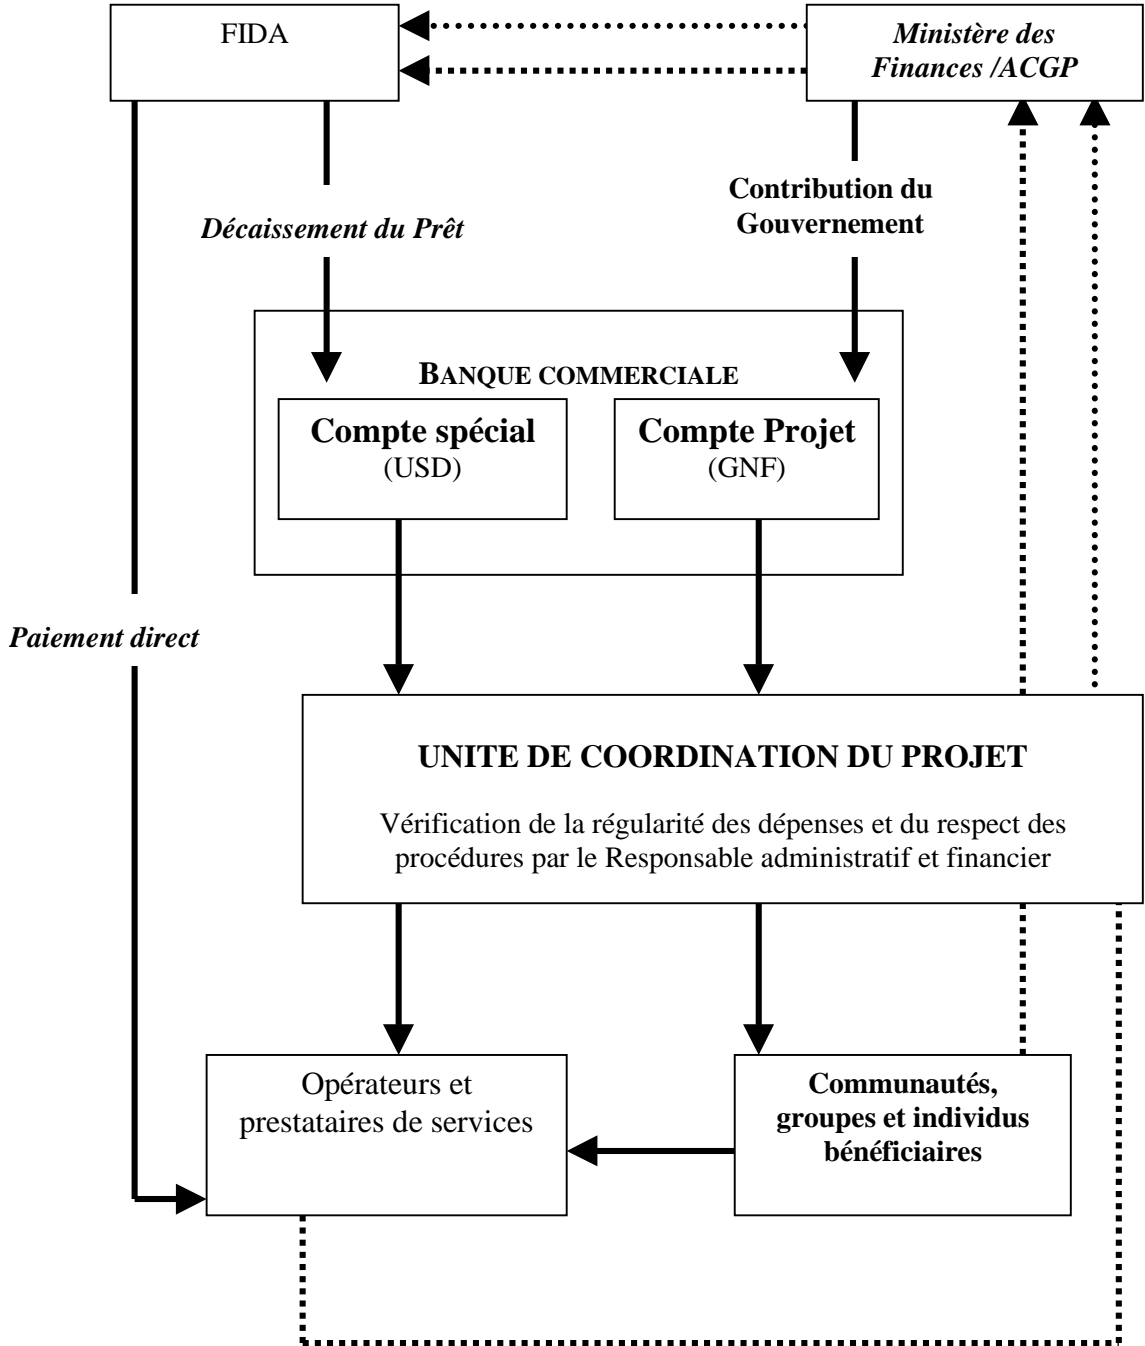 FIDA
Ministère des
Finances /ACGP
Décaissement du Prêt
Contribution du
Gouvernement
BANQUE COMMERCIALE
Compte spécial
(USD)
Compte Projet
(GNF)
Paiement direct
UNITE DE COORDINATION DU PROJET
Vérification de la régularité des dépenses et du respect des
procédures par le Responsable administratif et financier
Opérateurs et
prestataires de services
Communautés,
groupes et individus
bénéficiaires